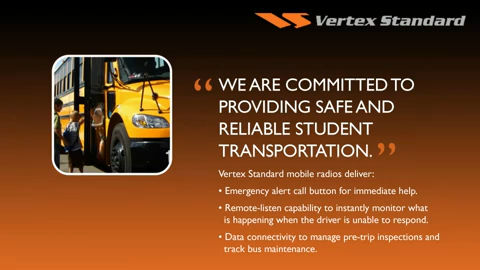 Vertex Standard
“ WE ARE COMMITTED TO
PROVIDING SAFE AND
RELIABLE STUDENT
TRANSPORTATION. ”
Vertex Standard mobile radios deliver:
• Emergency alert call button for immediate help.
• Remote-listen capability to instantly monitor what
is happening when the driver is unable to respond.
• Data connectivity to manage pre-trip inspections and
track bus maintenance.